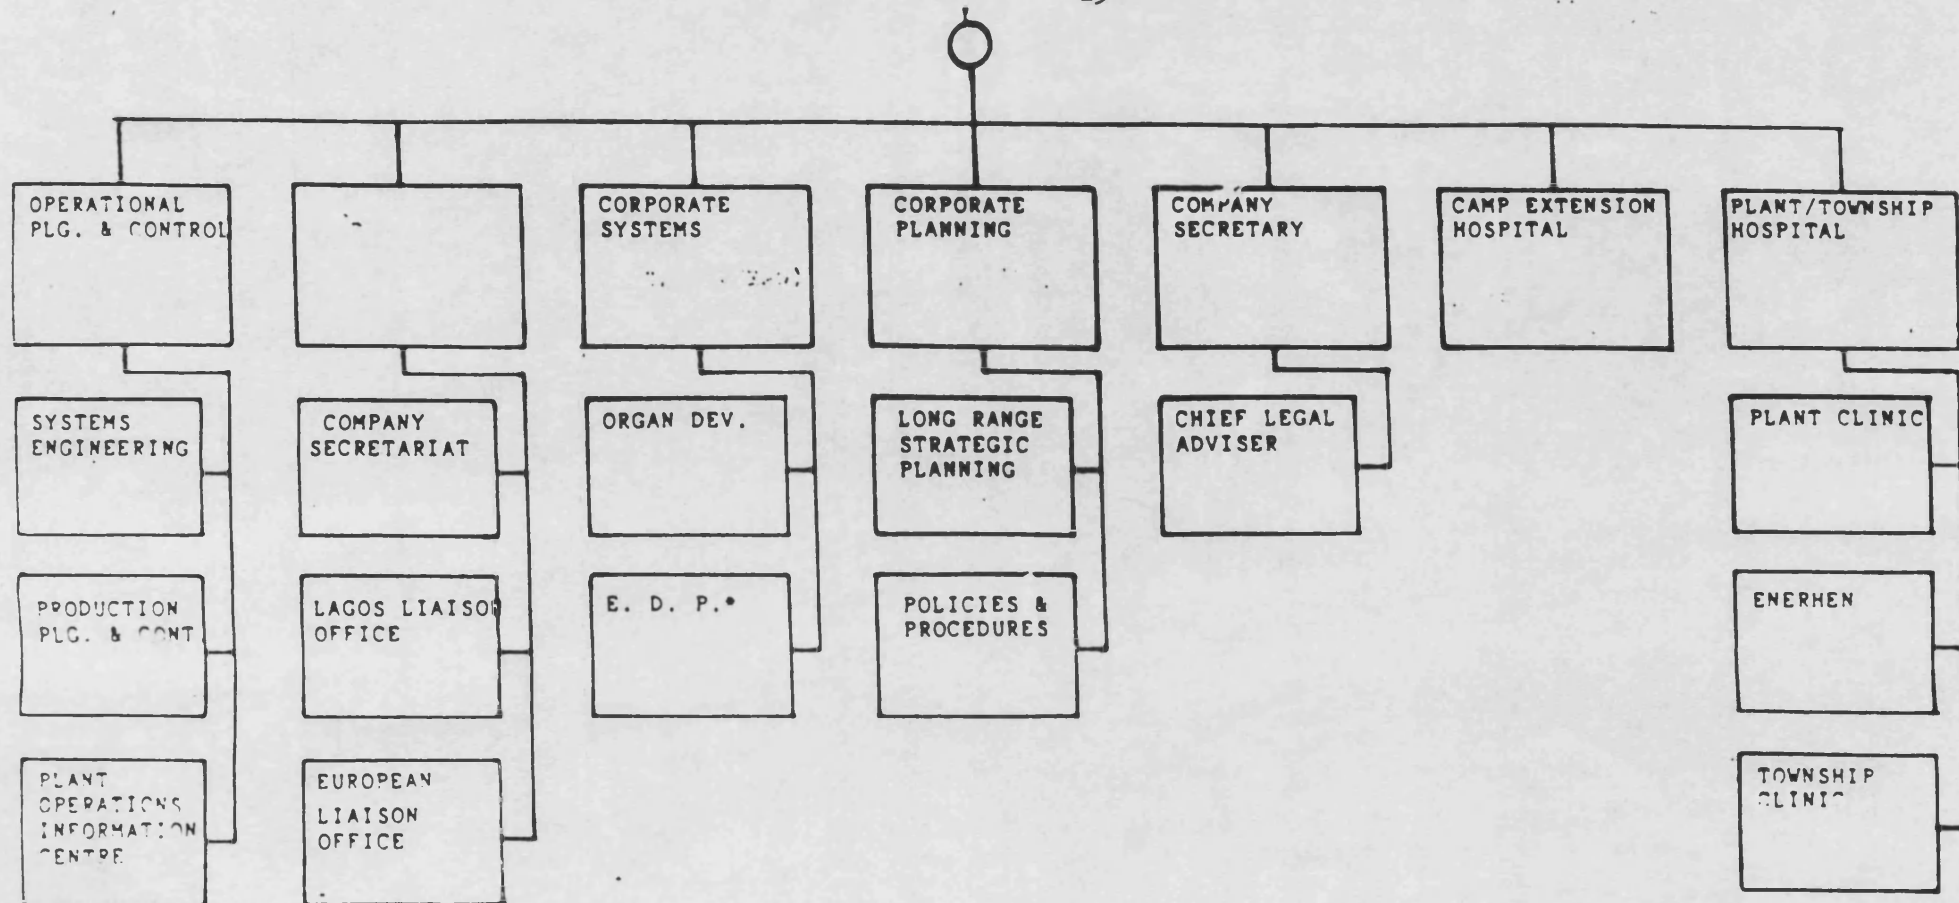 OPERATIONAL
PLG. & CONTROL
CORPORATE
SYSTEMS
CORPORATE
PLANNING
COMPANY
SECRETARY
CAMP EXTENSION
HOSPITAL
PLANT/TOWNSHIP
HOSPITAL
SYSTEMS
ENGINEERING
COMPANY
SECRETARIAT
ORGAN DEV.
LONG RANGE
STRATEGIC
PLANNING
CHIEF LEGAL
ADVISER
PLANT CLINIC
PRODUCTION
PLG. & CONT
LAGOS LIAISON
OFFICE
E. D. P.*
POLICIES &
PROCEDURES
ENERHEN
PLANT
OPERATIONS
INFORMATION
CENTRE
EUROPEAN
LIAISON
OFFICE
TOWNSHIP
CLINIC